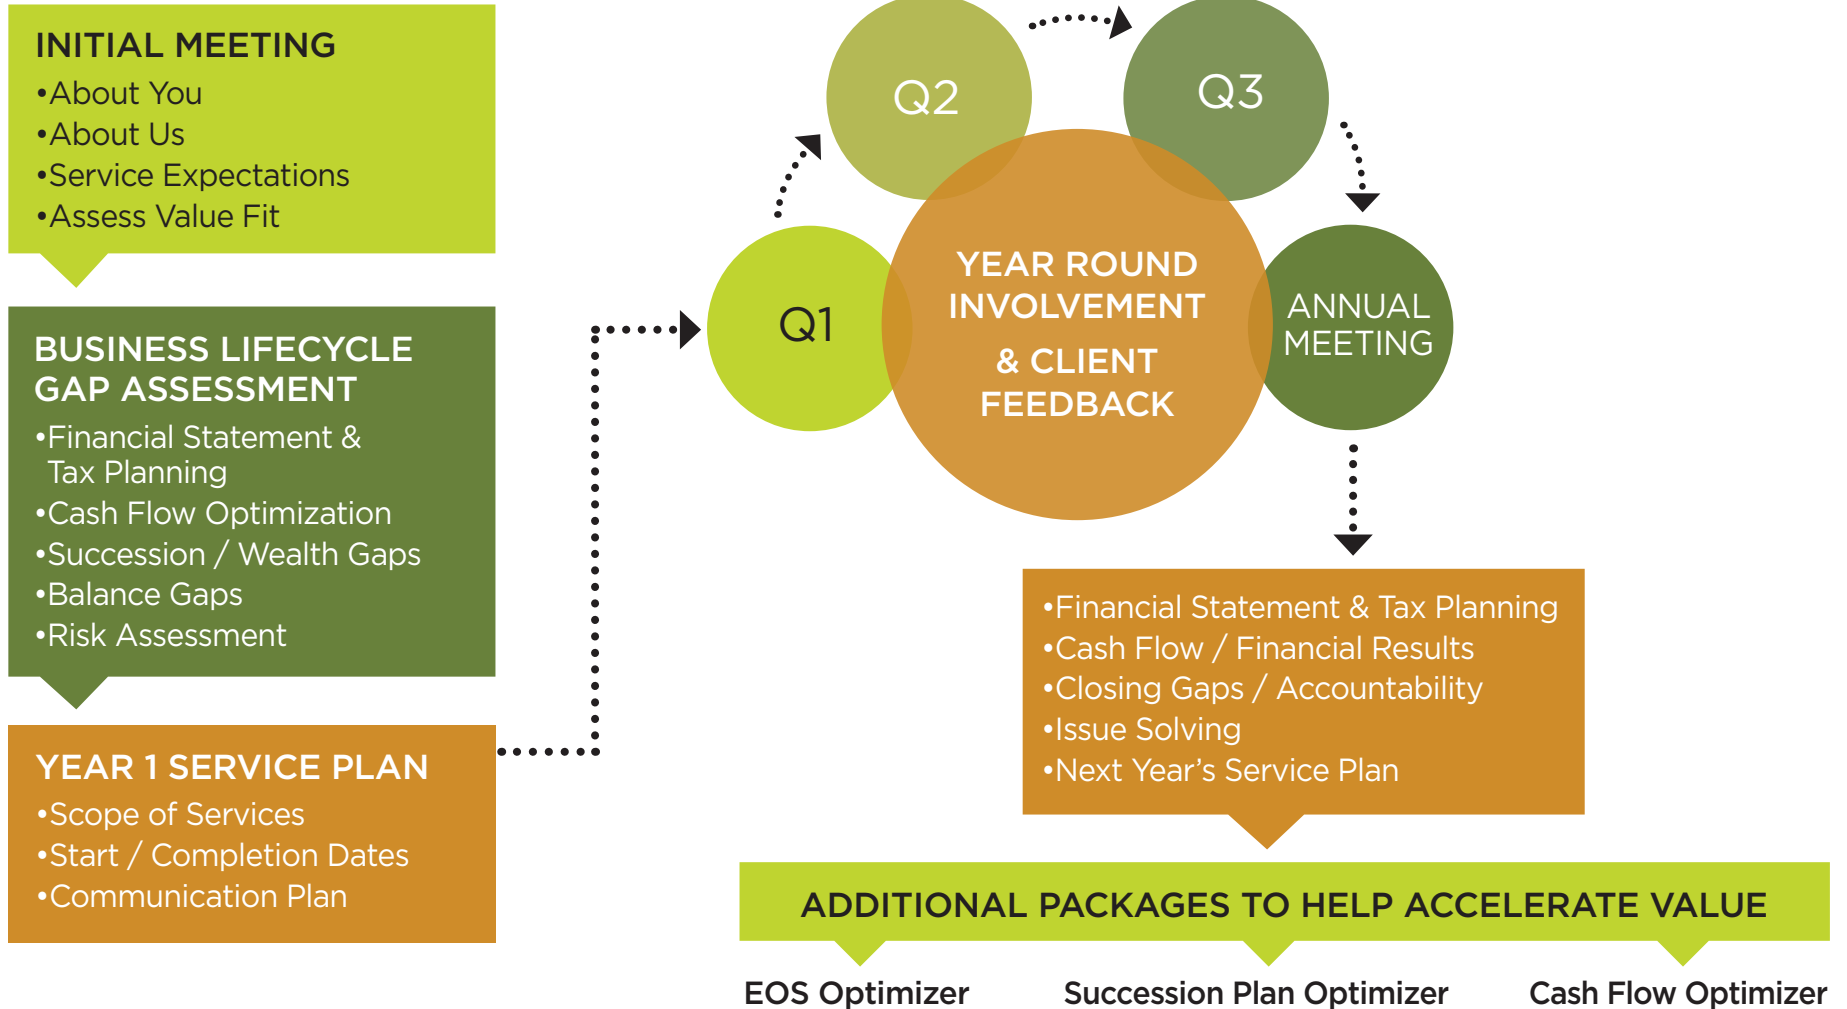 INITIAL MEETING
•About You
•About Us
•Service Expectations
•Assess Value Fit
BUSINESS LIFECYCLE
GAP ASSESSMENT
•Financial Statement &
Tax Planning
•Cash Flow Optimization
•Succession / Wealth Gaps
•Balance Gaps
•Risk Assessment
YEAR 1 SERVICE PLAN
•Scope of Services
•Start / Completion Dates
•Communication Plan
Q1
Q2
Q3
ANNUAL
MEETING
YEAR ROUND
INVOLVEMENT
& CLIENT
FEEDBACK
•Financial Statement & Tax Planning
•Cash Flow / Financial Results
•Closing Gaps / Accountability
•Issue Solving
•Next Year’s Service Plan
ADDITIONAL PACKAGES TO HELP ACCELERATE VALUE
EOS Optimizer
Succession Plan Optimizer
Cash Flow Optimizer